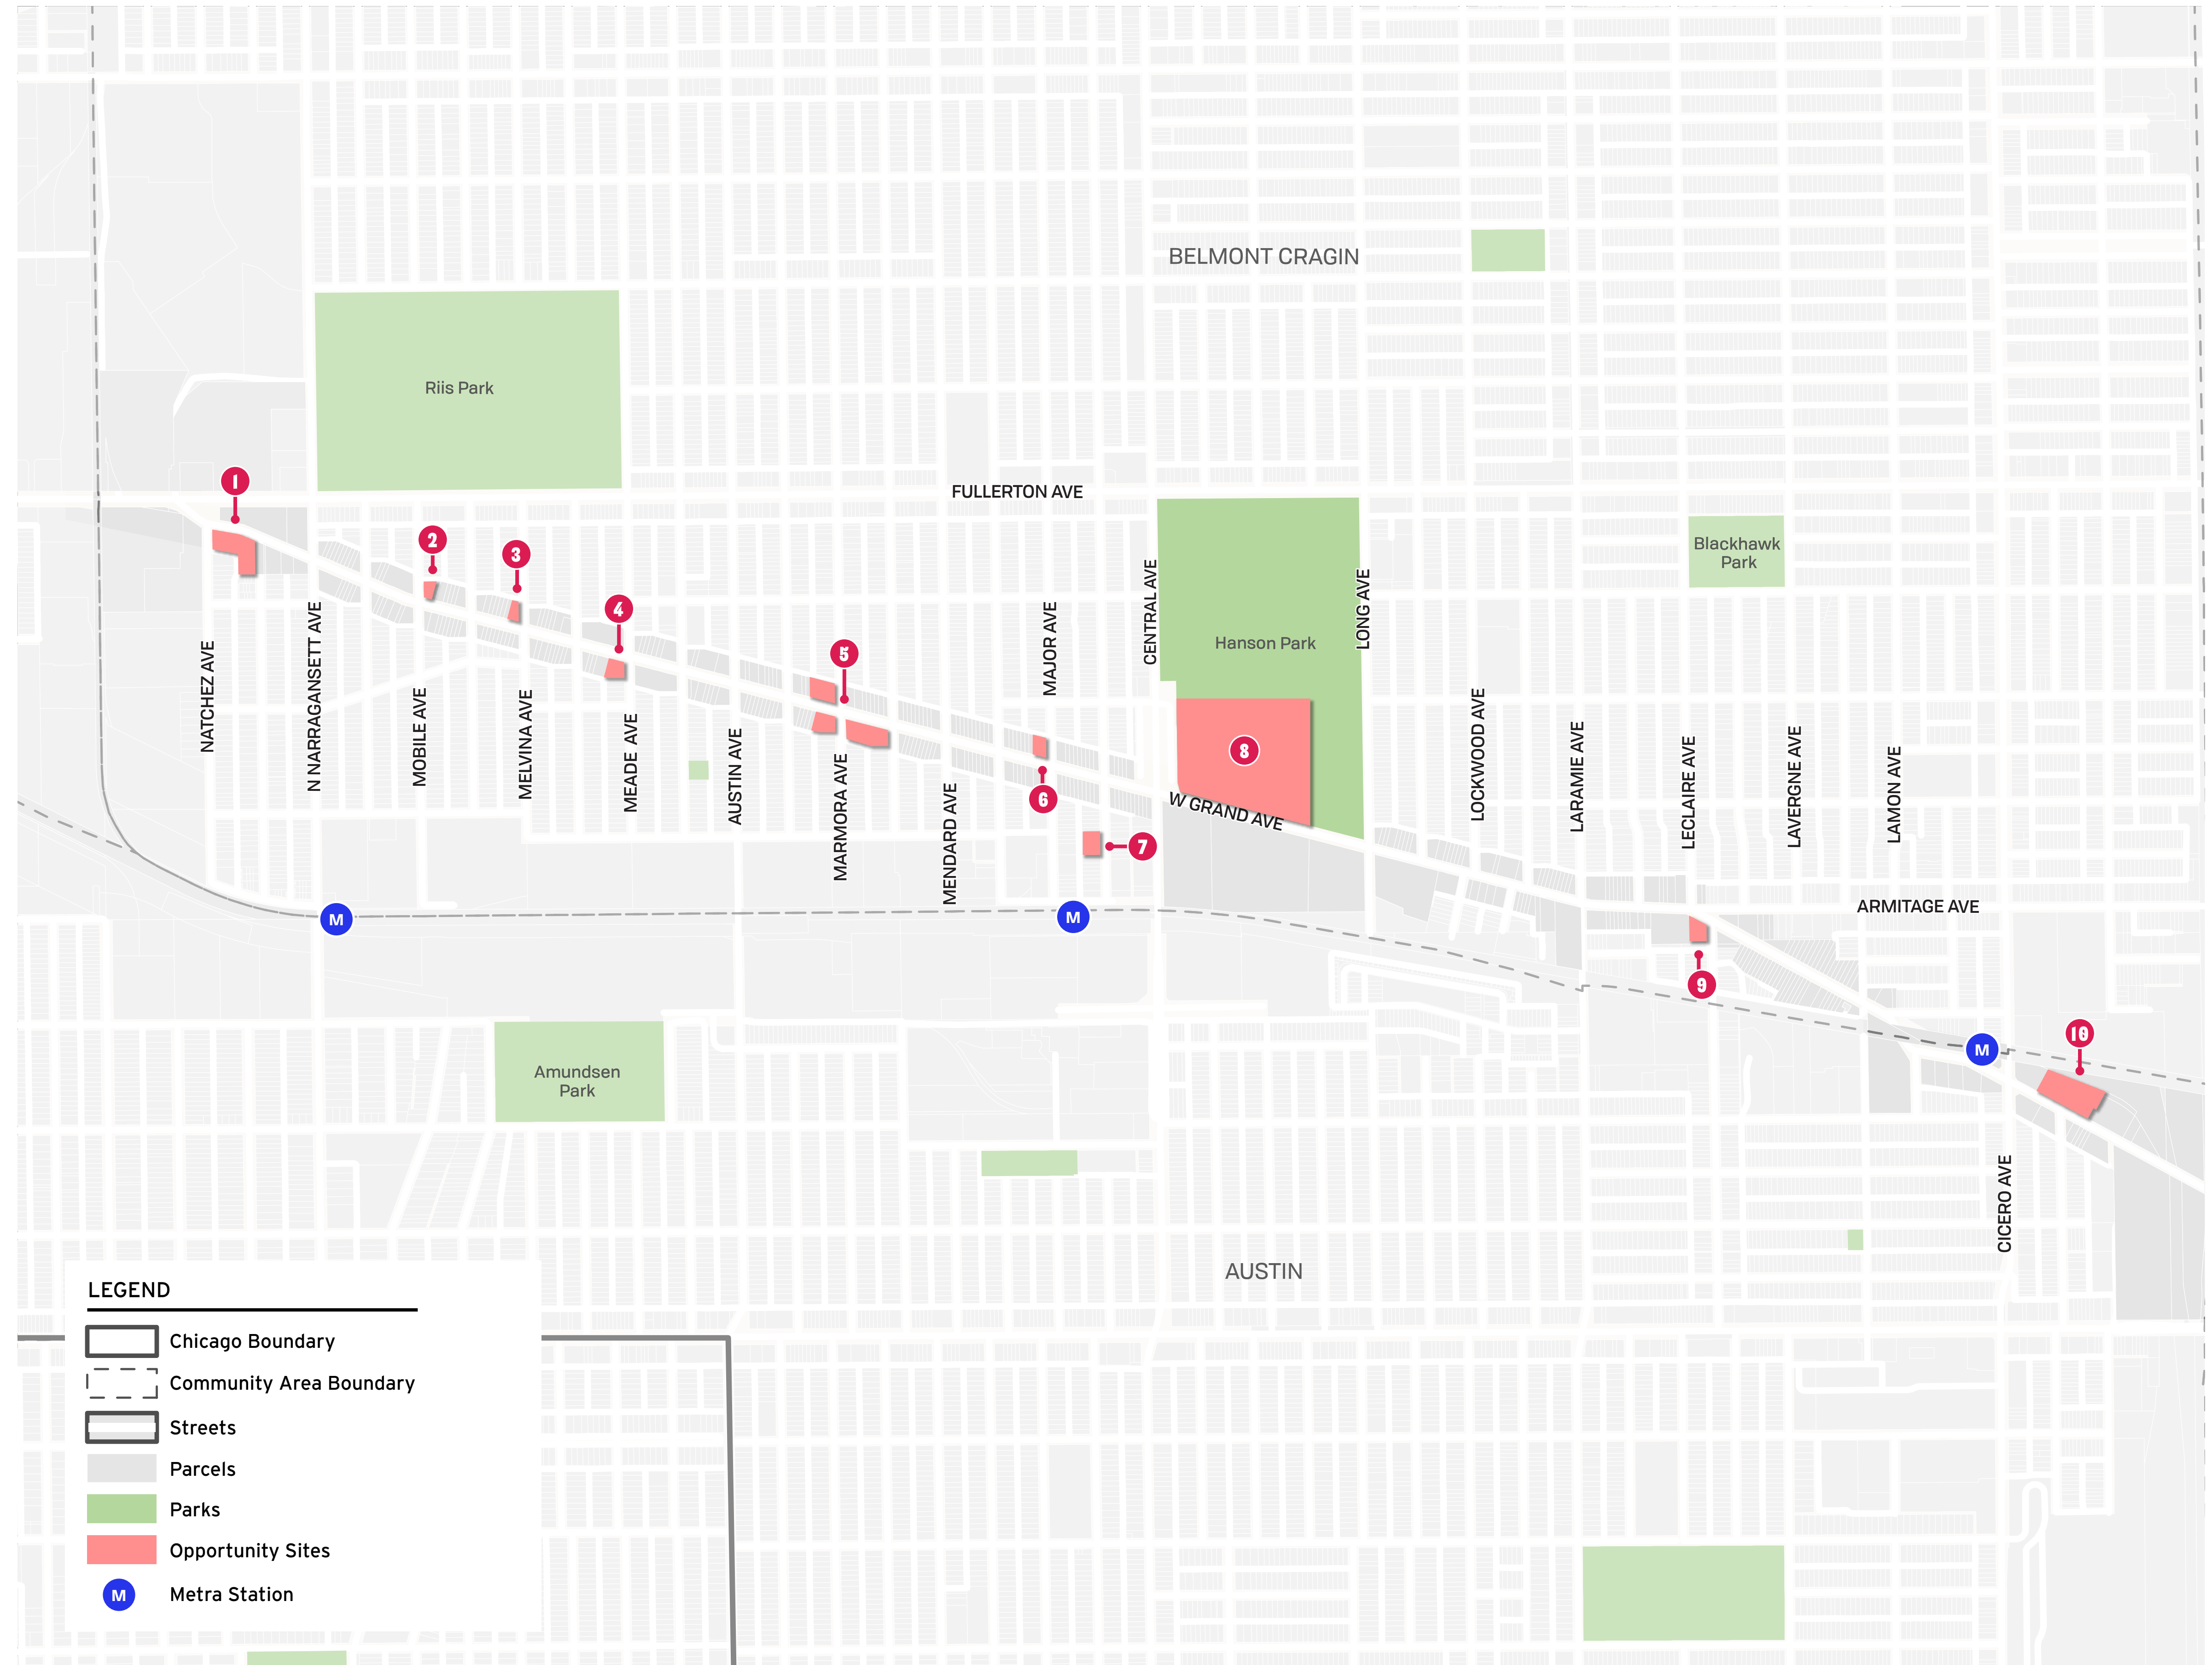 BELMONT CRAGIN
Riis Park
1
FULLERTON AVE
2
3
Blackhawk
Park
4
5
Hanson Park
NATCHEZ AVE
N NARRAGANSETT AVE
MOBILE AVE
MELVINA AVE
MEADE AVE
AUSTIN AVE
MARMORA AVE
MENDARD AVE
MAJOR AVE
CENTRAL AVE
LONG AVE
LOCKWOOD AVE
LARAMIE AVE
LECLAIRE AVE
LAVERGNE AVE
LAMON AVE
8
6
W GRAND AVE
7
ARMITAGE AVE
M
M
9
10
M
Amundsen
Park
CICERO AVE
AUSTIN
LEGEND
Chicago Boundary
Community Area Boundary
Streets
Parcels
Parks
Opportunity Sites
M Metra Station